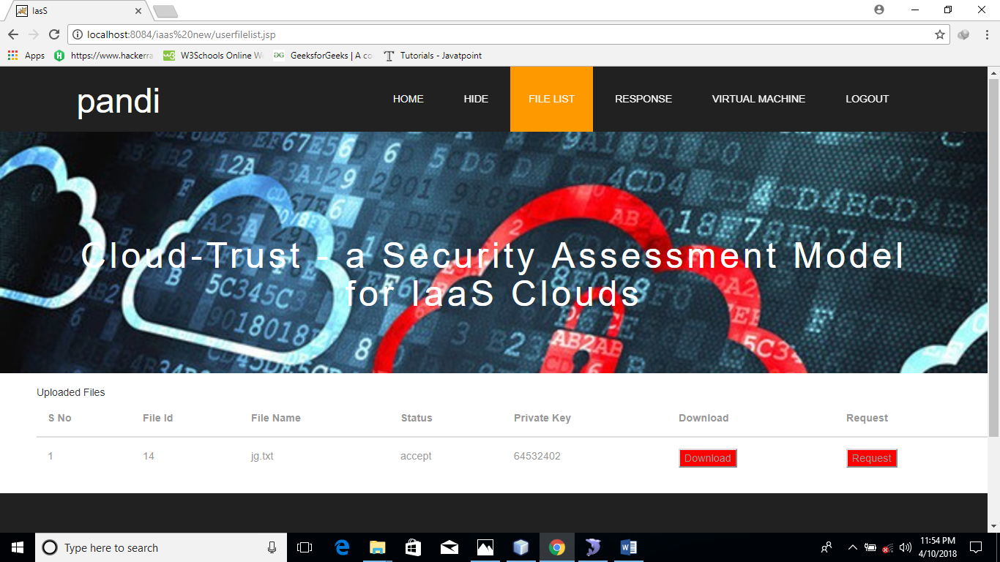 IasS
localhost:8084/iaas%20new/userfilelist.jsp
Apps https://www.hackerra W3Schools Online We GeeksforGeeks | A co Tutorials - Javatpoint
pandi
HOME HIDE FILE LIST RESPONSE VIRTUAL MACHINE LOGOUT
Cloud-Trust - a Security Assessment Model
for IaaS Clouds
Uploaded Files
S No File Id File Name Status Private Key Download Request
1 14 jg.txt accept 64532402 Download Request
Type here to search
11:54 PM
4/10/2018